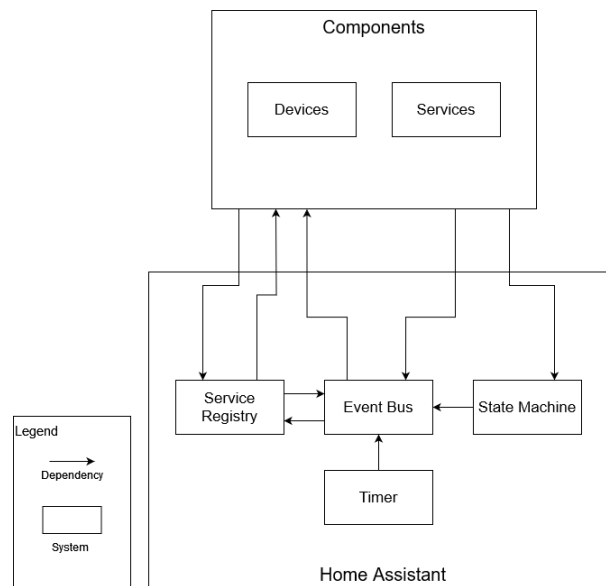 Components
Devices
Services
Service
Registry
Event Bus
State Machine
Timer
Home Assistant
Legend
Dependency
System